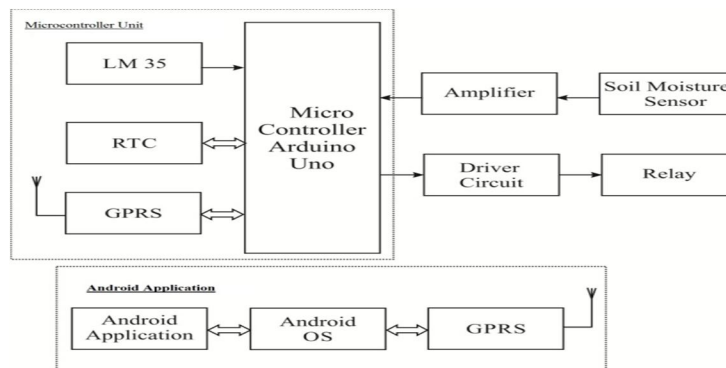 Microcontroller Unit
LM 35
RTC
GPRS
Micro
Controller
Arduino
Uno
Amplifier
Soil Moisture
Sensor
Driver
Circuit
Relay
Android Application
Android
Application
Android
OS
GPRS